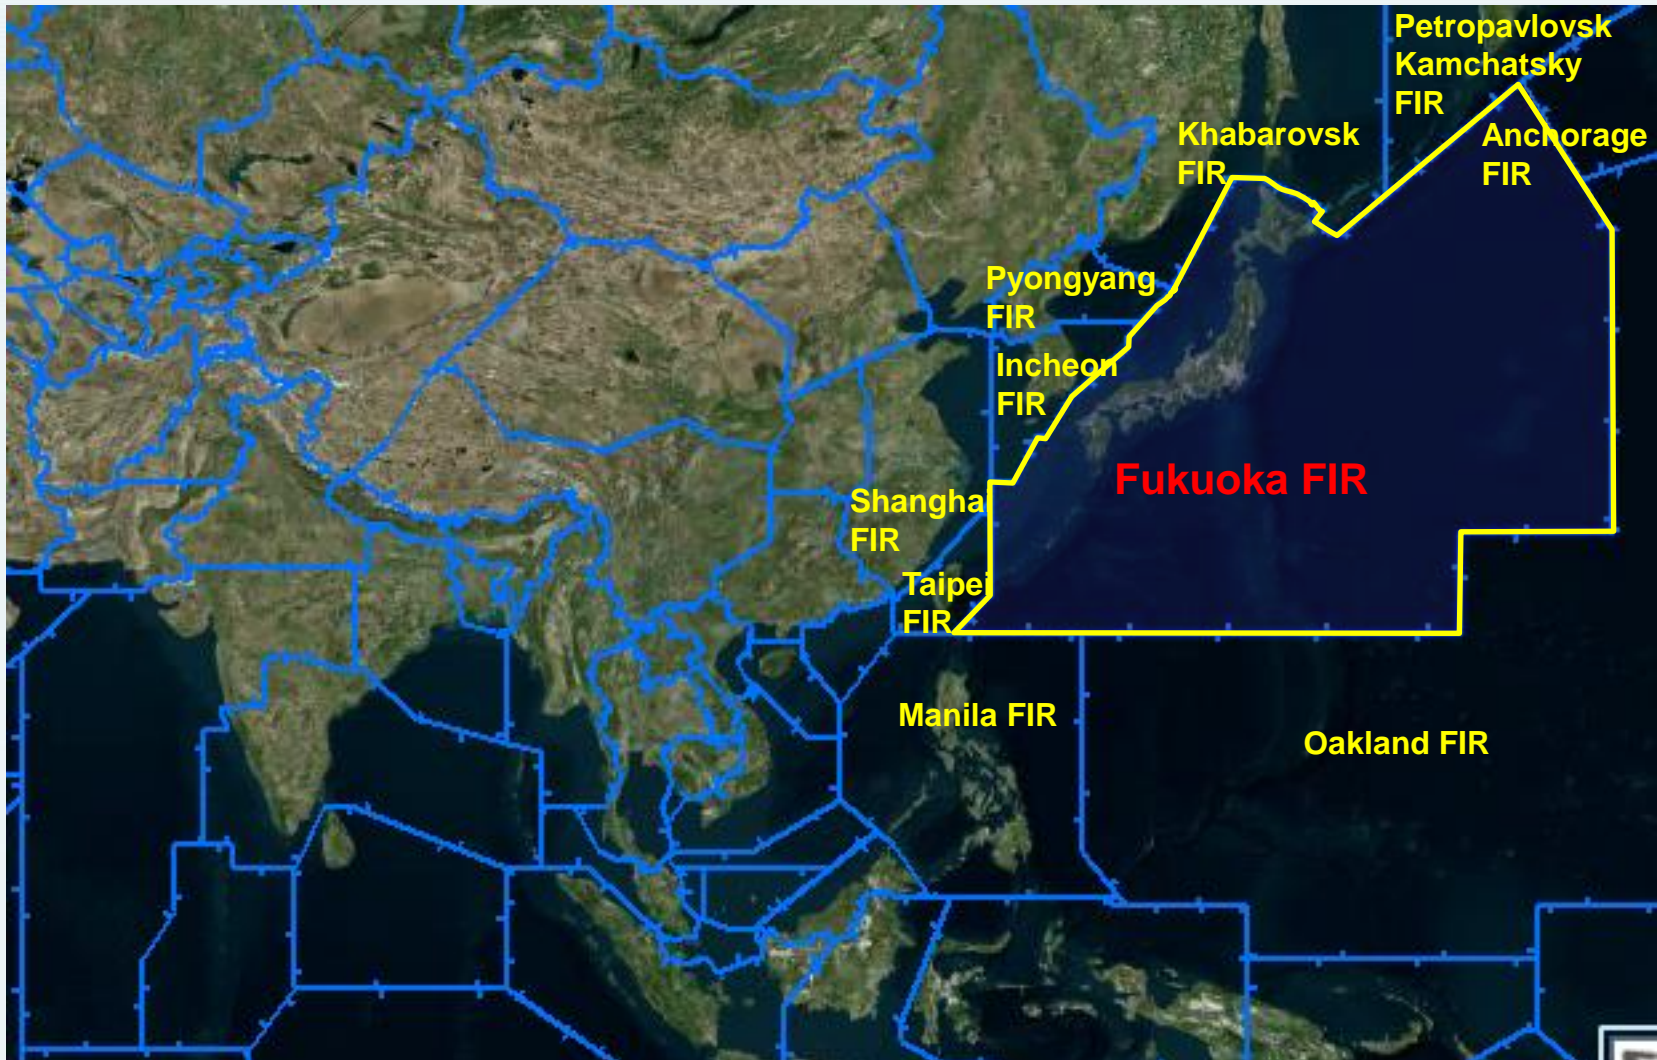 Petropavlovsk
Kamchatsky
FIR
Khabarovsk
FIR
Anchorage
FIR
Pyongyang
FIR
Incheon
FIR
Fukuoka FIR
Shangha
FIR
Taipei
FIR
Manila FIR
Oakland FIR